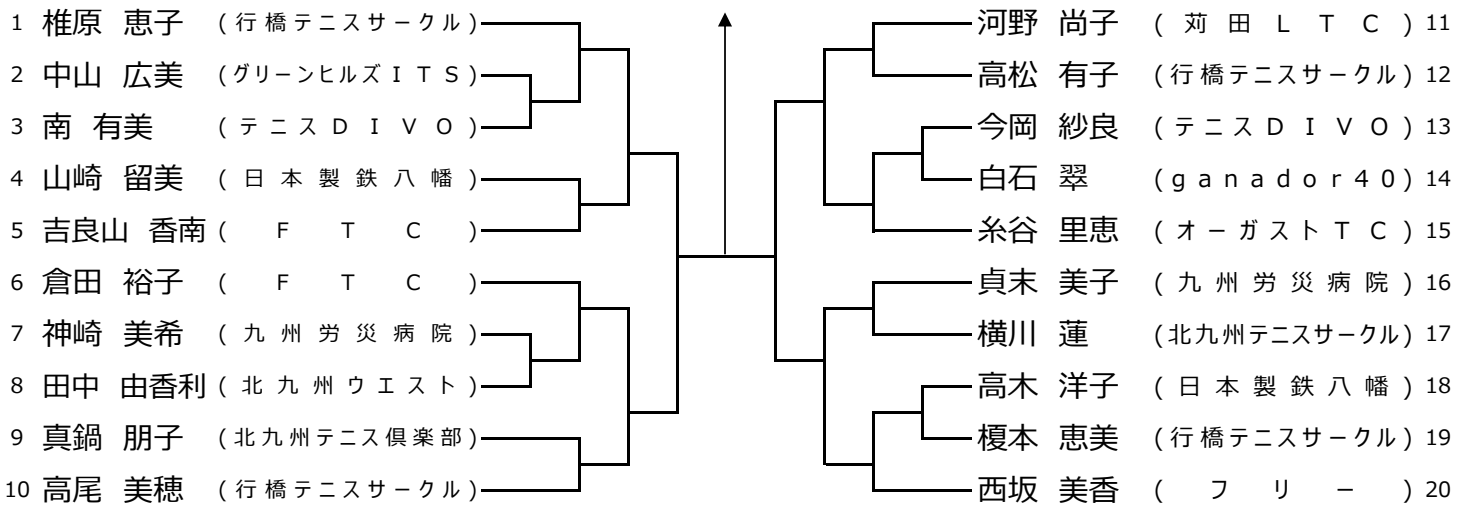 1 椎原 恵子 (行橋テニスサークル)
2 中山 広美 (グリーンヒルズITS)
3 南 有美 (テニスDIVO)
4 山崎 留美 (日本製鉄八幡)
5 吉良山 香南 (FTC)
6 倉田 裕子 (FTC)
7 神崎 美希 (九州労災病院)
8 田中 由香利 (北九州ウエスト)
9 真鍋 朋子 (北九州テニス倶楽部)
10 高尾 美穂 (行橋テニスサークル)
河野 尚子 (苅田LTC) 11
高松 有子 (行橋テニスサークル) 12
今岡 紗良 (テニスDIVO) 13
白石 翠 (ganador40) 14
糸谷 里恵 (オーガストTC) 15
貞末 美子 (九州労災病院) 16
横川 蓮 (北九州テニスサークル) 17
高木 洋子 (日本製鉄八幡) 18
榎本 恵美 (行橋テニスサークル) 19
西坂 美香 (フリー) 20